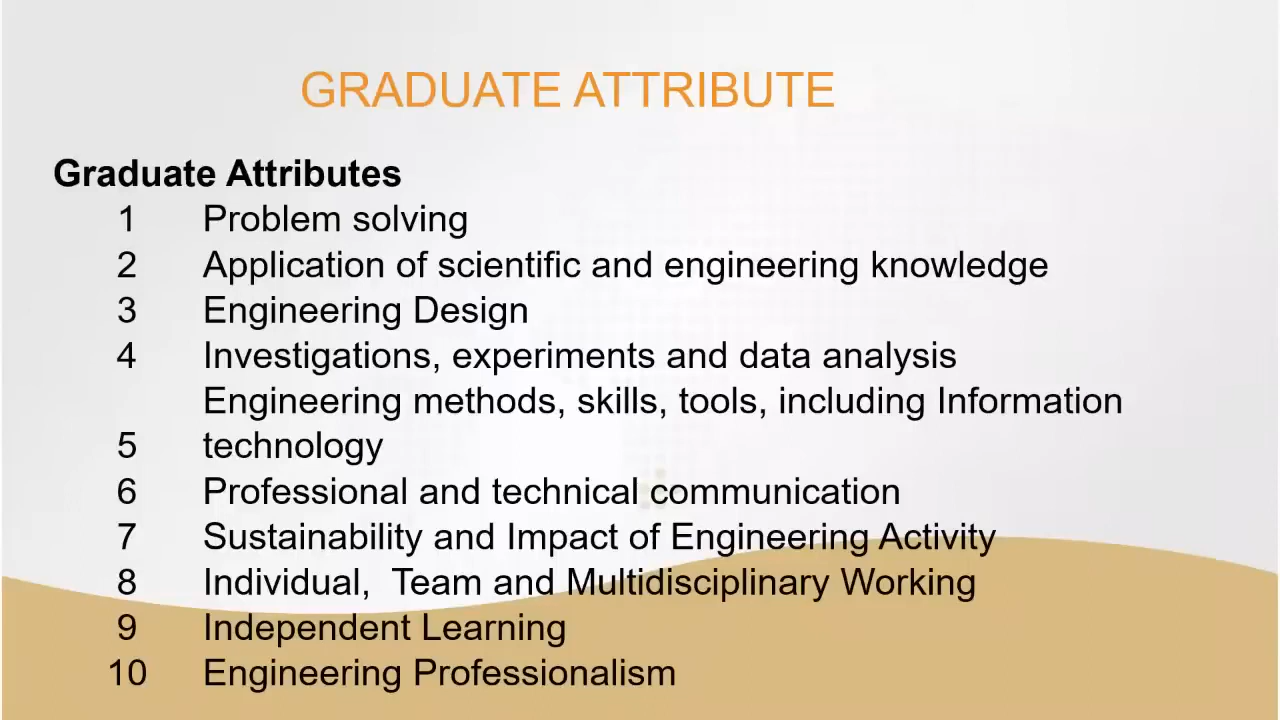 GRADUATE ATTRIBUTE
Graduate Attributes
1 Problem solving
2 Application of scientific and engineering knowledge
3 Engineering Design
4 Investigations, experiments and data analysis
Engineering methods, skills, tools, including Information
5 technology
6 Professional and technical communication
7 Sustainability and Impact of Engineering Activity
8 Individual,  Team and Multidisciplinary Working
9 Independent Learning
10 Engineering Professionalism